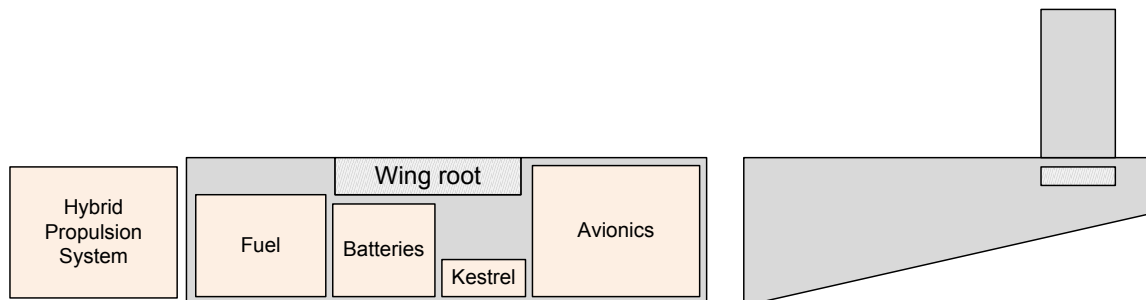 Hybrid
Propulsion
System
Fuel
Batteries
Wing root
Kestrel
Avionics